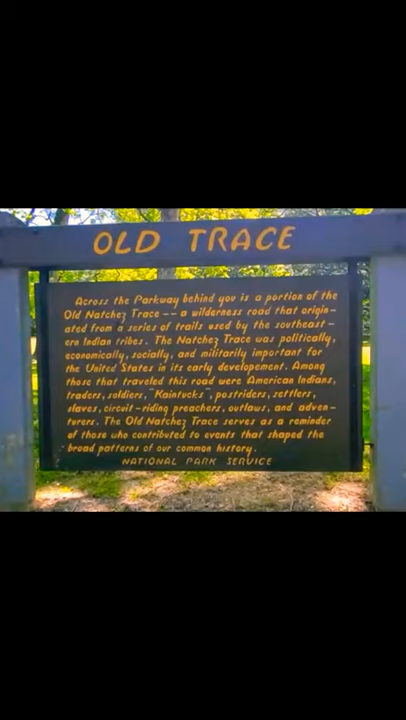 OLD TRACE
Across the Parkway behind you is a portion of the
Old Natchez Trace -- a wilderness road that origin-
ated from a series of trails used by the southeast-
ern Indian tribes. The Natchez Trace was politically,
economically, socially, and militarily important for
the United States in its early developement. Among
those that traveled this road were American Indians,
traders, soldiers, "Kaintucks", postriders, settlers,
slaves, circuit-riding preachers, outlaws, and adven-
turers. The Old Natchez Trace serves as a reminder
of those who contributed to events that shaped the
broad patterns of our common history.
NATIONAL PARK SERVICE